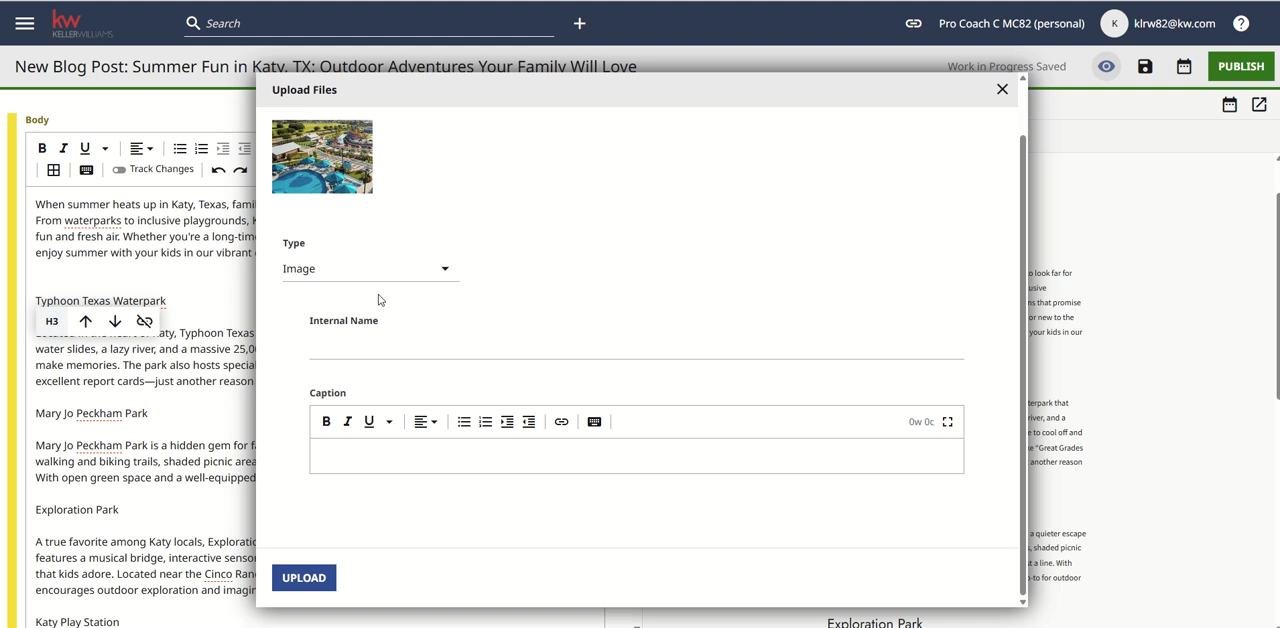 kw
KELLERWILLIAMS
Search
Pro Coach C MC82 (personal)
K
klrw82@kw.com
New Blog Post: Summer Fun in Katy, TX: Outdoor Adventures Your Family Will Love
Work in Progress Saved
PUBLISH
Upload Files
Body
B I U
Track Changes
When summer heats up in Katy, Texas, fami
From waterparks to inclusive playgrounds, K
fun and fresh air. Whether you're a long-tim
enjoy summer with your kids in our vibrant
Typhoon Texas Waterpark
H3
aty, Typhoon Texas
water slides, a lazy river, and a massive 25,0
make memories. The park also hosts specia
excellent report cards—just another reason
Mary Jo Peckham Park
Mary Jo Peckham Park is a hidden gem for f
walking and biking trails, shaded picnic area
With open green space and a well-equipped
Exploration Park
A true favorite among Katy locals, Exploratio
features a musical bridge, interactive senso
that kids adore. Located near the Cinco Ran
encourages outdoor exploration and imagin
Katy Play Station
Type
Image
Internal Name
Caption
B I U
0w 0c
UPLOAD
o look far for
usive
ns that promise
or new to the
your kids in our
terpark that
river, and a
e to cool off and
e "Great Grades
another reason
a quieter escape
s, shaded picnic
t a line. With
o-to for outdoor
Exploration Park